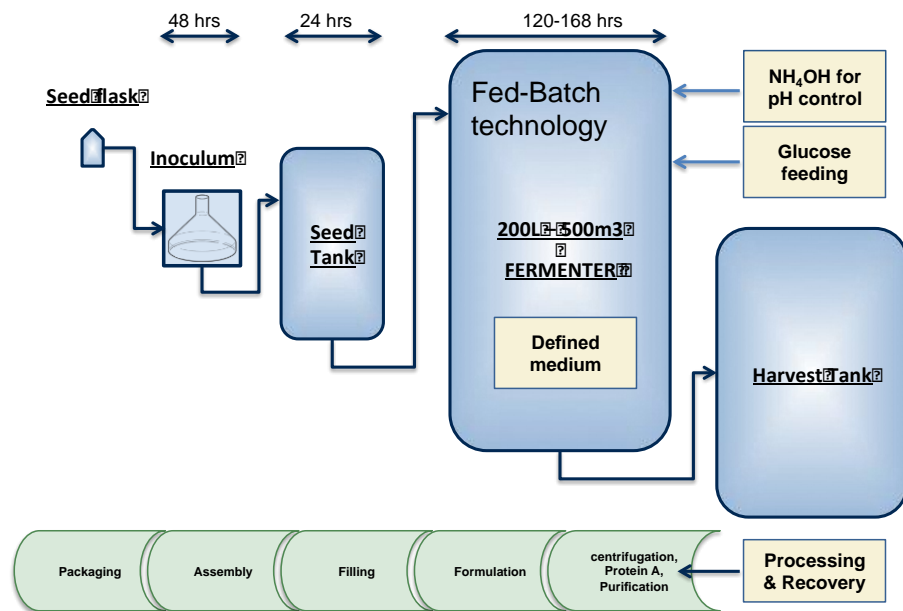 48 hrs
24 hrs
120-168 hrs
Seed flask
Inoculum
Seed
Tank
Fed-Batch
technology
200L – 500m3
FERMENTER
Defined
medium
NH₄OH for
pH control
Glucose
feeding
Harvest Tank
Packaging
Assembly
Filling
Formulation
centrifugation,
Protein A,
Purification
Processing
& Recovery